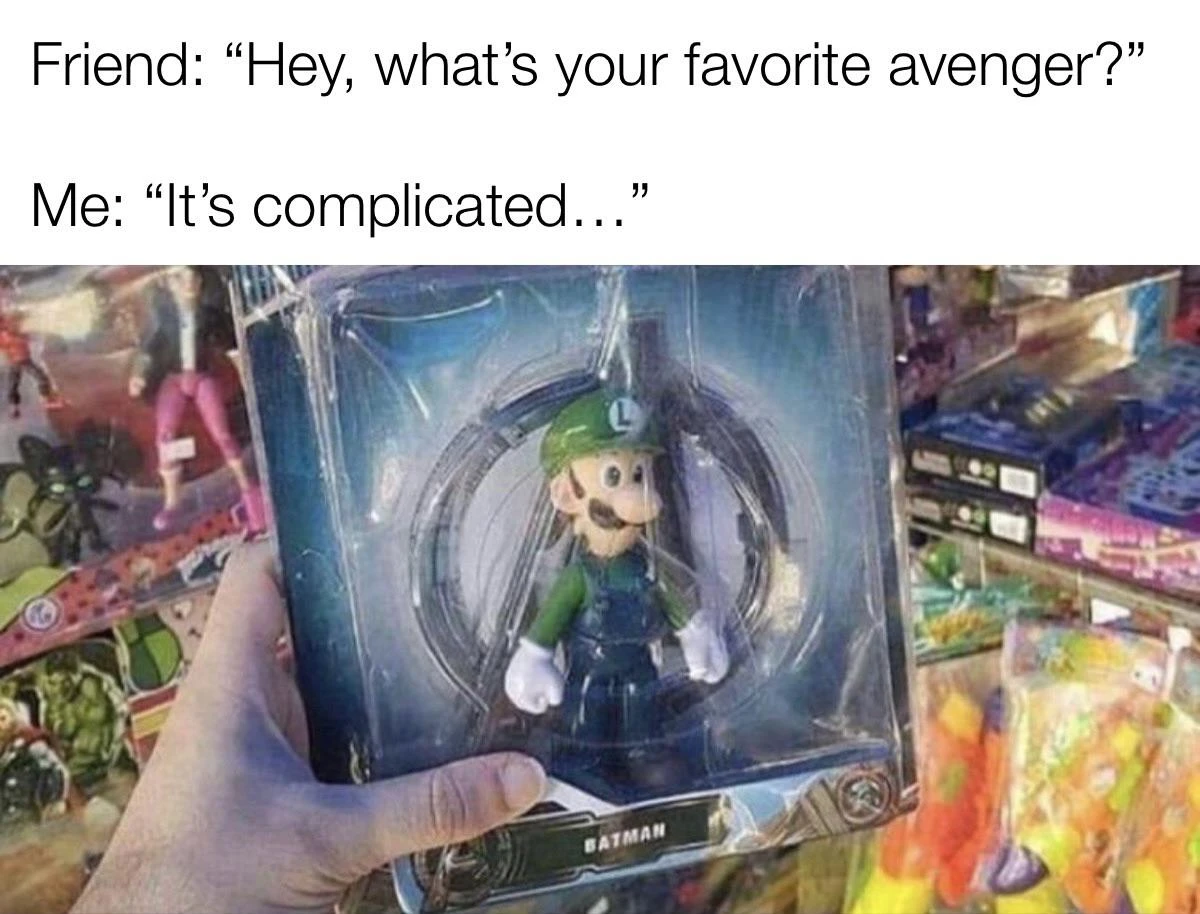 Friend: “Hey, what’s your favorite avenger?”
Me: “It’s complicated…”
L
BATMAN